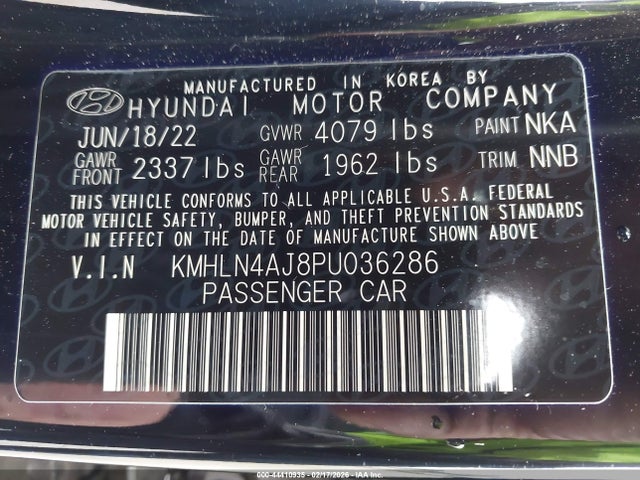 MANUFACTURED IN KOREA BY
HYUNDAI MOTOR COMPANY
JUN/18/22 GVWR 4079 lbs PAINT NKA
GAWR FRONT 2337 lbs GAWR REAR 1962 lbs TRIM NNB
THIS VEHICLE CONFORMS TO ALL APPLICABLE U.S.A. FEDERAL
MOTOR VEHICLE SAFETY, BUMPER, AND THEFT PREVENTION STANDARDS
IN EFFECT ON THE DATE OF MANUFACTURE SHOWN ABOVE.
V.I.N KMHLN4AJ8PU036286
PASSENGER CAR
000-44410935 - 02/17/2026 - IAA Inc.